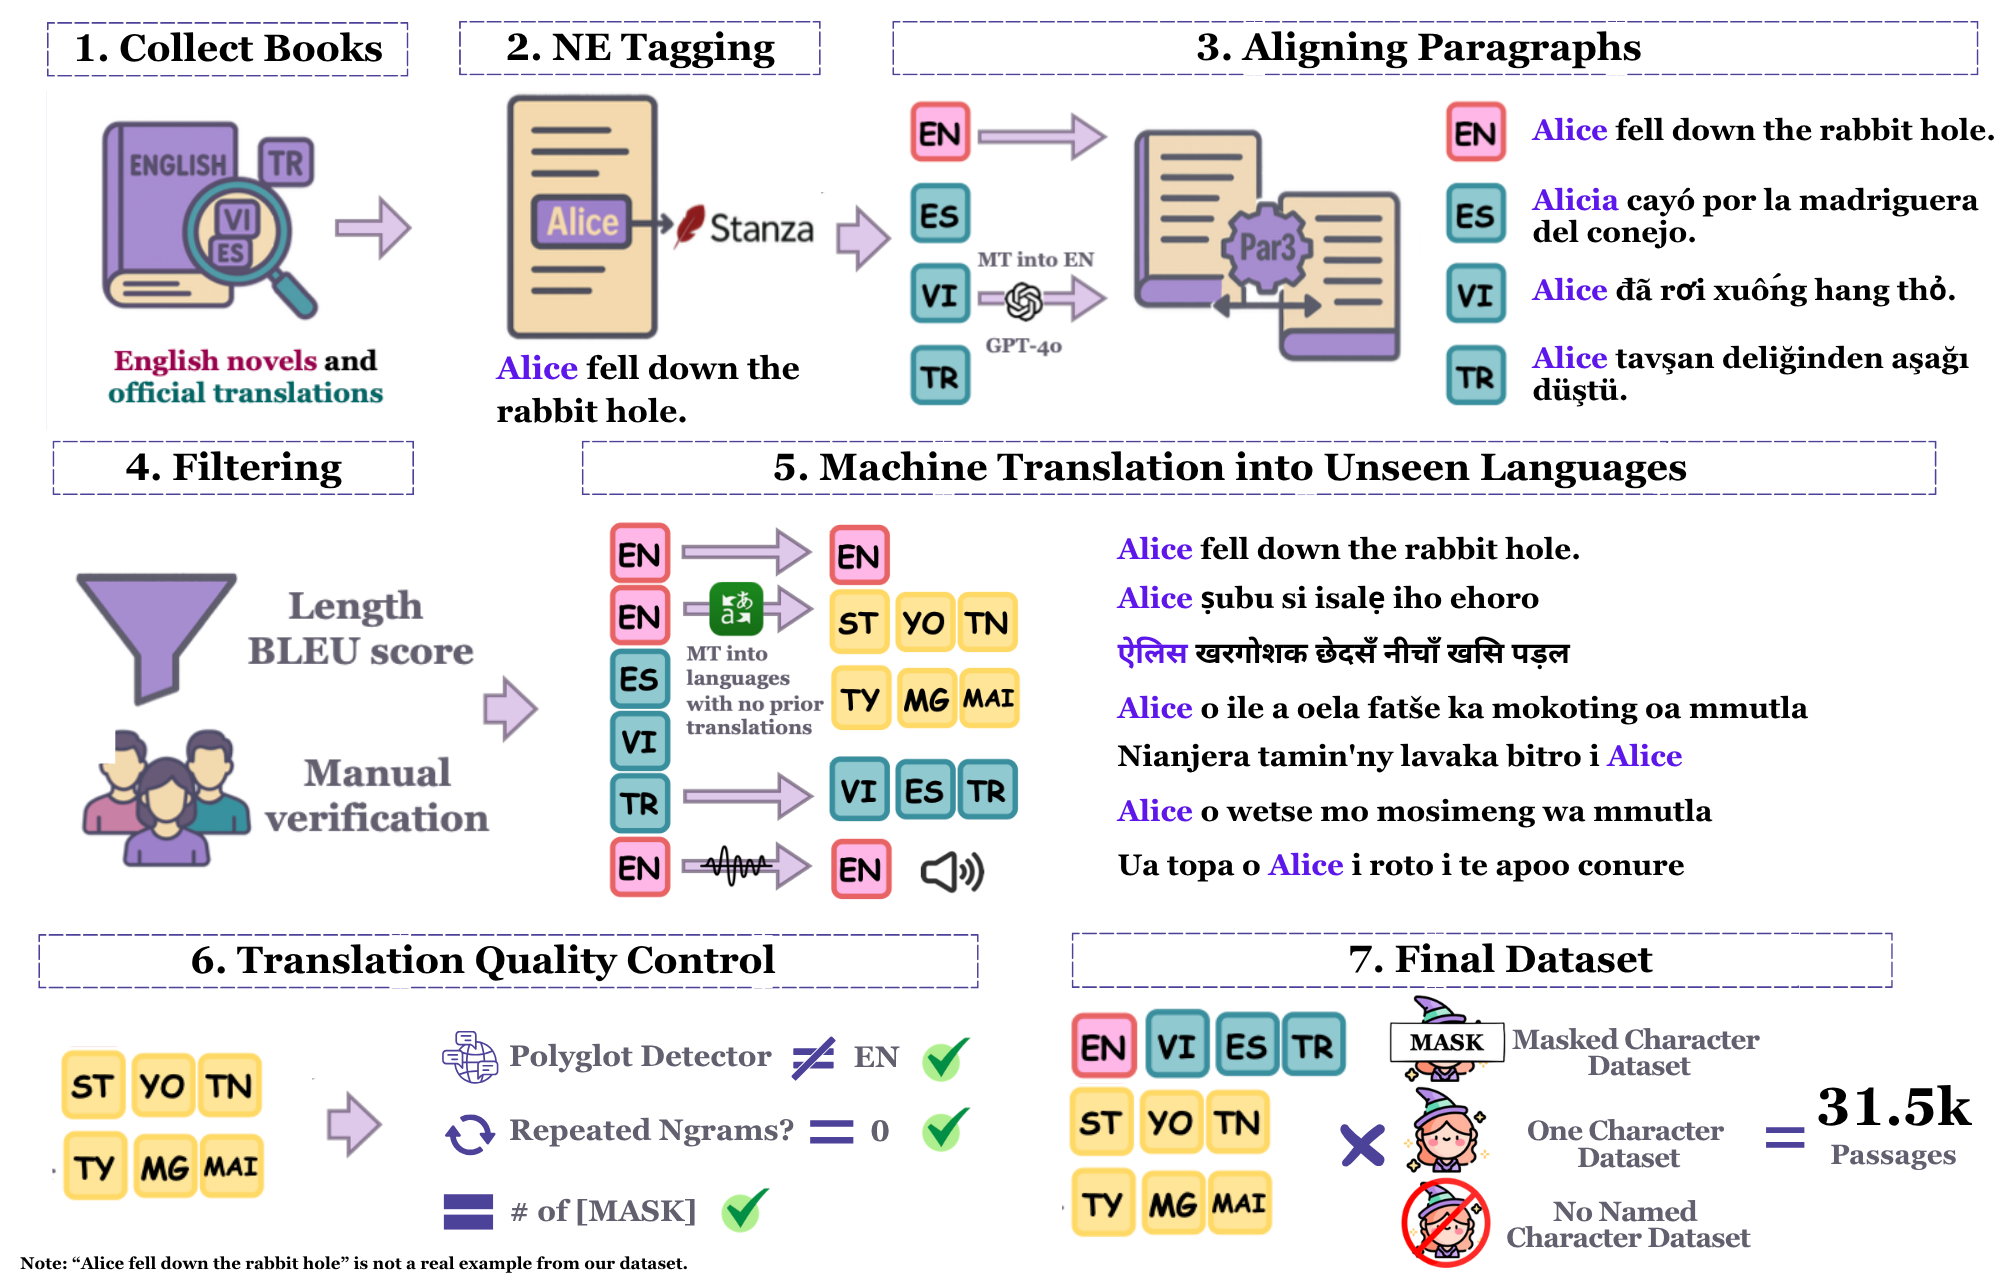 1. Collect Books
ENGLISH
TR
VI
ES
English novels and
official translations
2. NE Tagging
Alice
Stanza
Alice fell down the
rabbit hole.
3. Aligning Paragraphs
EN
ES
VI
TR
MT into EN
GPT-4o
Par3
EN
Alice fell down the rabbit hole.
ES
Alicia cayó por la madriguera
del conejo.
VI
Alice đã rơi xuống hang thỏ.
TR
Alice tavşan deliğinden aşağı
düştü.
4. Filtering
Length
BLEU score
Manual
verification
5. Machine Translation into Unseen Languages
EN
EN
EN
ST YO TN
MT into
languages
with no prior
translations
TY MG MAI
ES
VI
TR
VI ES TR
EN
EN
Alice fell down the rabbit hole.
Alice ṣubu si isalẹ iho ehoro
ऐलिस खरगोशक छेदसँ नीचाँ खसि पड़ल
Alice o ile a oela fatše ka mokoting oa mmutla
Nianjera tamin'ny lavaka bitro i Alice
Alice o wetse mo mosimeng wa mmutla
Ua topa o Alice i roto i te apoo conure
6. Translation Quality Control
ST YO TN
TY MG MAI
Polyglot Detector ≠ EN
Repeated Ngrams? = 0
= # of [MASK]
7. Final Dataset
EN VI ES TR
ST YO TN
TY MG MAI
MASK
Masked Character
Dataset
One Character
Dataset
No Named
Character Dataset
= 31.5k
Passages
Note: “Alice fell down the rabbit hole” is not a real example from our dataset.